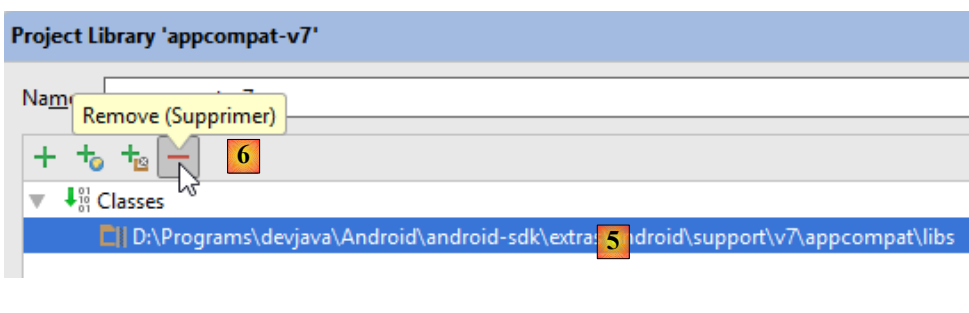 Project Library 'appcompat-v7'
Name
Remove (Supprimer)
6
Classes
D:\Programs\devjava\Android\android-sdk\extras 5 ndroid\support\v7\appcompat\libs